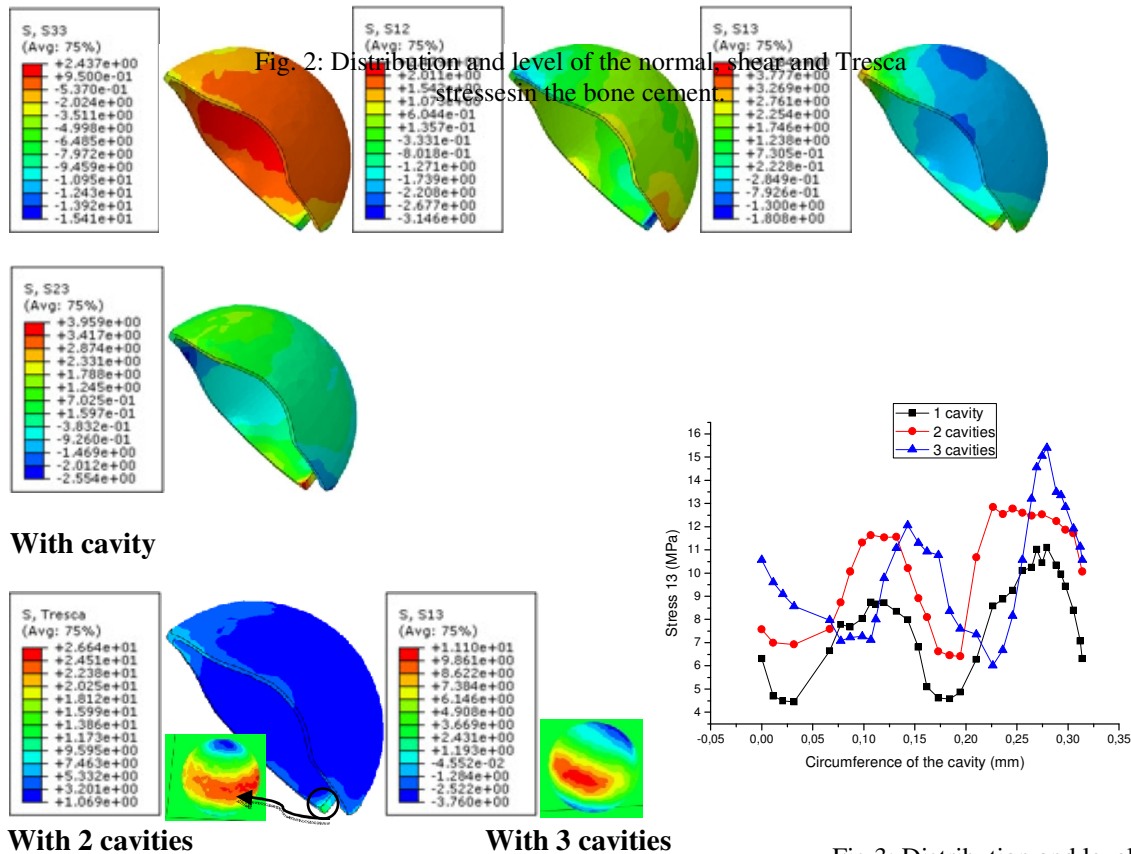 S, S33
(Avg: 75%)
+2.437e+00
+9.500e-01
-5.370e-01
-2.024e+00
-3.511e+00
-4.998e+00
-6.485e+00
-7.972e+00
-9.459e+00
-1.095e+01
-1.243e+01
-1.392e+01
-1.541e+01
S, S12
(Avg: 75%)
+2.011e+00
+6.044e-01
+1.357e-01
-3.331e-01
-8.018e-01
-1.271e+00
-1.739e+00
-2.208e+00
-2.677e+00
-3.146e+00
S, S13
(Avg: 75%)
+3.777e+00
+3.269e+00
+2.761e+00
+2.254e+00
+1.746e+00
+1.238e+00
+7.305e-01
+2.228e-01
-2.849e-01
-7.926e-01
-1.300e+00
-1.808e+00
Fig. 2: Distribution and level of the normal, shear and Tresca
stressesin the bone cement.
S, S23
(Avg: 75%)
+3.959e+00
+3.417e+00
+2.874e+00
+2.331e+00
+1.788e+00
+1.245e+00
+7.025e-01
+1.597e-01
-3.832e-01
-9.260e-01
-1.469e+00
-2.012e+00
-2.554e+00
With cavity
S, Tresca
(Avg: 75%)
+2.664e+01
+2.451e+01
+2.238e+01
+2.025e+01
+1.812e+01
+1.599e+01
+1.386e+01
+1.173e+01
+9.595e+00
+7.463e+00
+5.332e+00
+3.201e+00
+1.069e+00
S, S13
(Avg: 75%)
+1.110e+01
+9.861e+00
+8.622e+00
+7.384e+00
+6.146e+00
+4.908e+00
+3.669e+00
+2.431e+00
+1.193e+00
-4.552e-02
-1.284e+00
-2.522e+00
-3.760e+00
With 2 cavities
With 3 cavities
1 cavity
2 cavities
3 cavities
16
15
14
13
12
11
10
9
8
7
6
5
4
Stress 13 (MPa)
-0,05 0,00 0,05 0,10 0,15 0,20 0,25 0,30 0,35
Circumference of the cavity (mm)